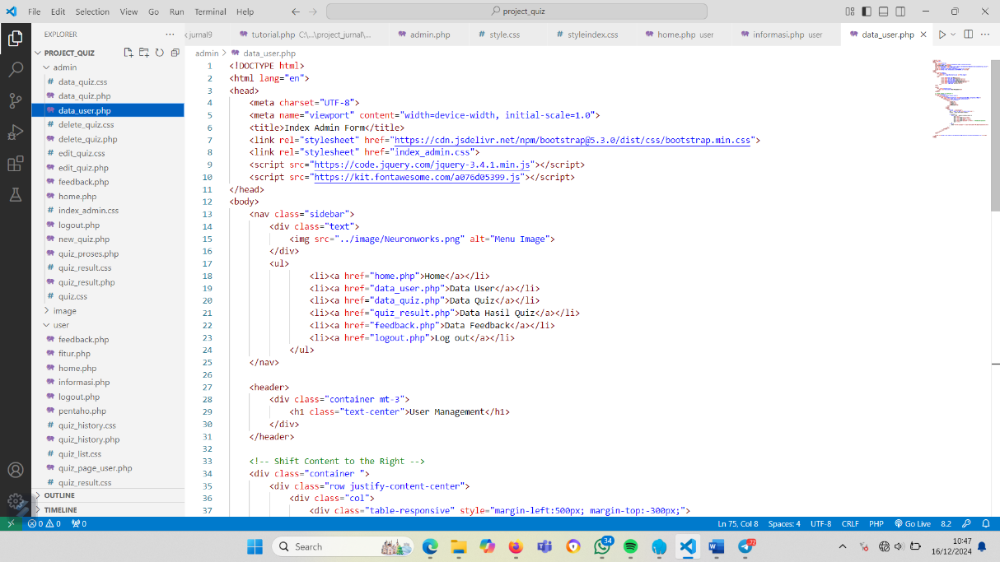 File Edit Selection View Go Run Terminal Help
project_quiz
EXPLORER
jurnal9
tutorial.php C:\...\project_jurnal\...
admin.php
# style.css
# styleindex.css
home.php user
informasi.php user
data_user.php
PROJECT_QUIZ
admin
# data_quiz.css
data_quiz.php
data_user.php
# delete_quiz.css
delete_quiz.php
# edit_quiz.css
edit_quiz.php
feedback.php
home.php
# index_admin.css
logout.php
new_quiz.php
quiz_proses.php
# quiz_result.css
quiz_result.php
# quiz.css
image
user
feedback.php
fitur.php
home.php
informasi.php
logout.php
pentaho.php
# quiz_history.css
quiz_history.php
# quiz_list.css
quiz_page_user.php
# quiz_result.css
OUTLINE
TIMELINE
admin > data_user.php
1 <!DOCTYPE html>
2 <html lang="en">
3 <head>
4 <meta charset="UTF-8">
5 <meta name="viewport" content="width=device-width, initial-scale=1.0">
6 <title>Index Admin Form</title>
7 <link rel="stylesheet" href="https://cdn.jsdelivr.net/npm/bootstrap@5.3.0/dist/css/bootstrap.min.css">
8 <link rel="stylesheet" href="index_admin.css">
9 <script src="https://code.jquery.com/jquery-3.4.1.min.js"></script>
10 <script src="https://kit.fontawesome.com/a076d05399.js"></script>
11 </head>
12 <body>
13 <nav class="sidebar">
14 <div class="text">
15 <img src="../image/Neuronworks.png" alt="Menu Image">
16 </div>
17 <ul>
18 <li><a href="home.php">Home</a></li>
19 <li><a href="data_user.php">Data User</a></li>
20 <li><a href="data_quiz.php">Data Quiz</a></li>
21 <li><a href="quiz_result.php">Data Hasil Quiz</a></li>
22 <li><a href="feedback.php">Data Feedback</a></li>
23 <li><a href="logout.php">Log out</a></li>
24 </ul>
25 </nav>
26
27 <header>
28 <div class="container mt-3">
29 <h1 class="text-center">User Management</h1>
30 </div>
31 </header>
32
33 <!-- Shift Content to the Right -->
34 <div class="container ">
35 <div class="row justify-content-center">
36 <div class="col">
37 <div class="table-responsive" style="margin-left:500px; margin-top:-300px;">
0 0 0
Ln 75, Col 8 Spaces: 4 UTF-8 CRLF PHP Go Live 8.2
Search
34
72
10:47
16/12/2024